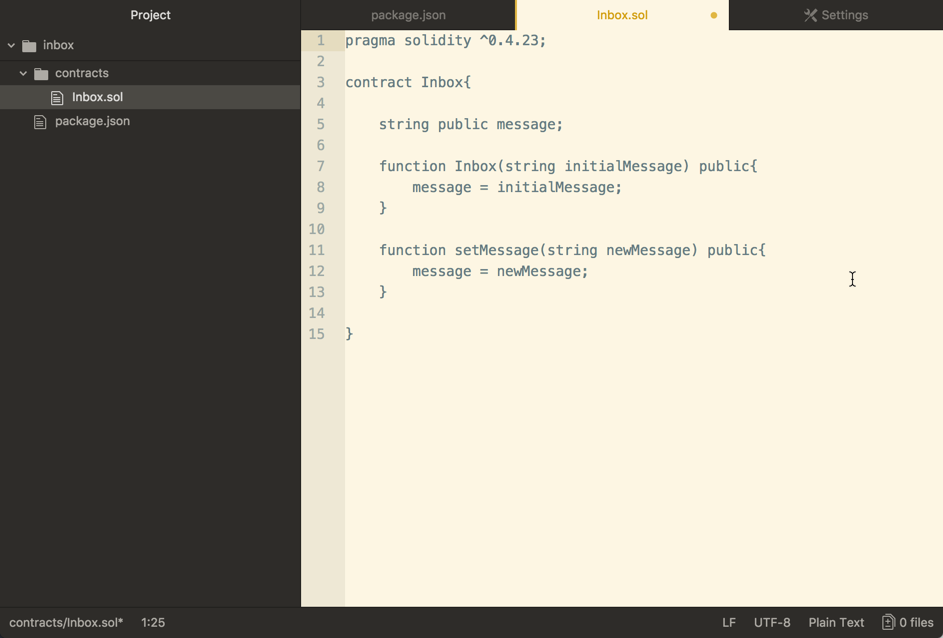 Project
package.json
Inbox.sol
Settings
inbox
contracts
Inbox.sol
package.json
1 pragma solidity ^0.4.23;
2
3 contract Inbox{
4
5 string public message;
6
7 function Inbox(string initialMessage) public{
8 message = initialMessage;
9 }
10
11 function setMessage(string newMessage) public{
12 message = newMessage;
13 }
14
15 }
contracts/Inbox.sol* 1:25 LF UTF-8 Plain Text 0 files